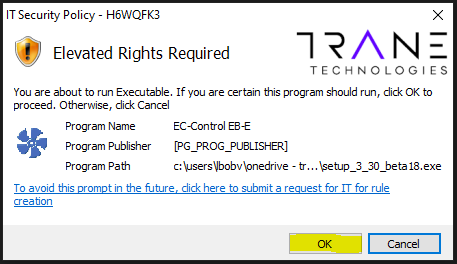 IT Security Policy - H6WQFK3
Elevated Rights Required
TRANE
TECHNOLOGIES
You are about to run Executable. If you are certain this program should run, click OK to
proceed. Otherwise, click Cancel
Program Name EC-Control EB-E
Program Publisher [PG_PROG_PUBLISHER]
Program Path c:\users\bobv\onedrive - tr...\setup_3_30_beta18.exe
To avoid this prompt in the future, click here to submit a request for IT for rule
creation
OK Cancel